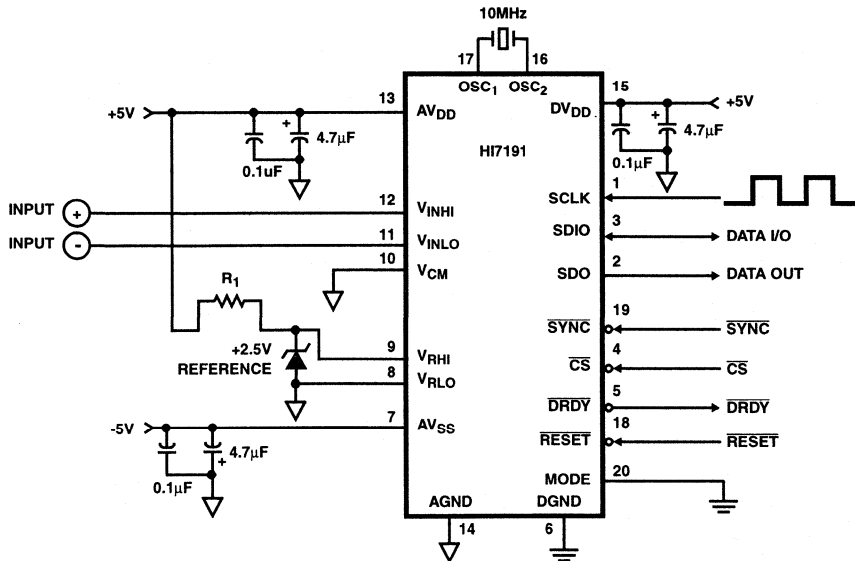 10MHz
17 16
OSC1 OSC2
13 15
+5V AVDD DVDD +5V
HI7191
+ 4.7µF + 4.7µF
0.1uF 0.1µF
1
SCLK
INPUT + 12 VINHI
3
SDIO DATA I/O
INPUT - 11 VINLO
10 VCM
2
SDO DATA OUT
R1
19
SYNC SYNC
+2.5V
REFERENCE
9 VRHI
4
CS CS
8 VRLO
5
DRDY DRDY
-5V 7 AVSS
18
RESET RESET
4.7µF
+
0.1µF
MODE 20
AGND DGND
14 6